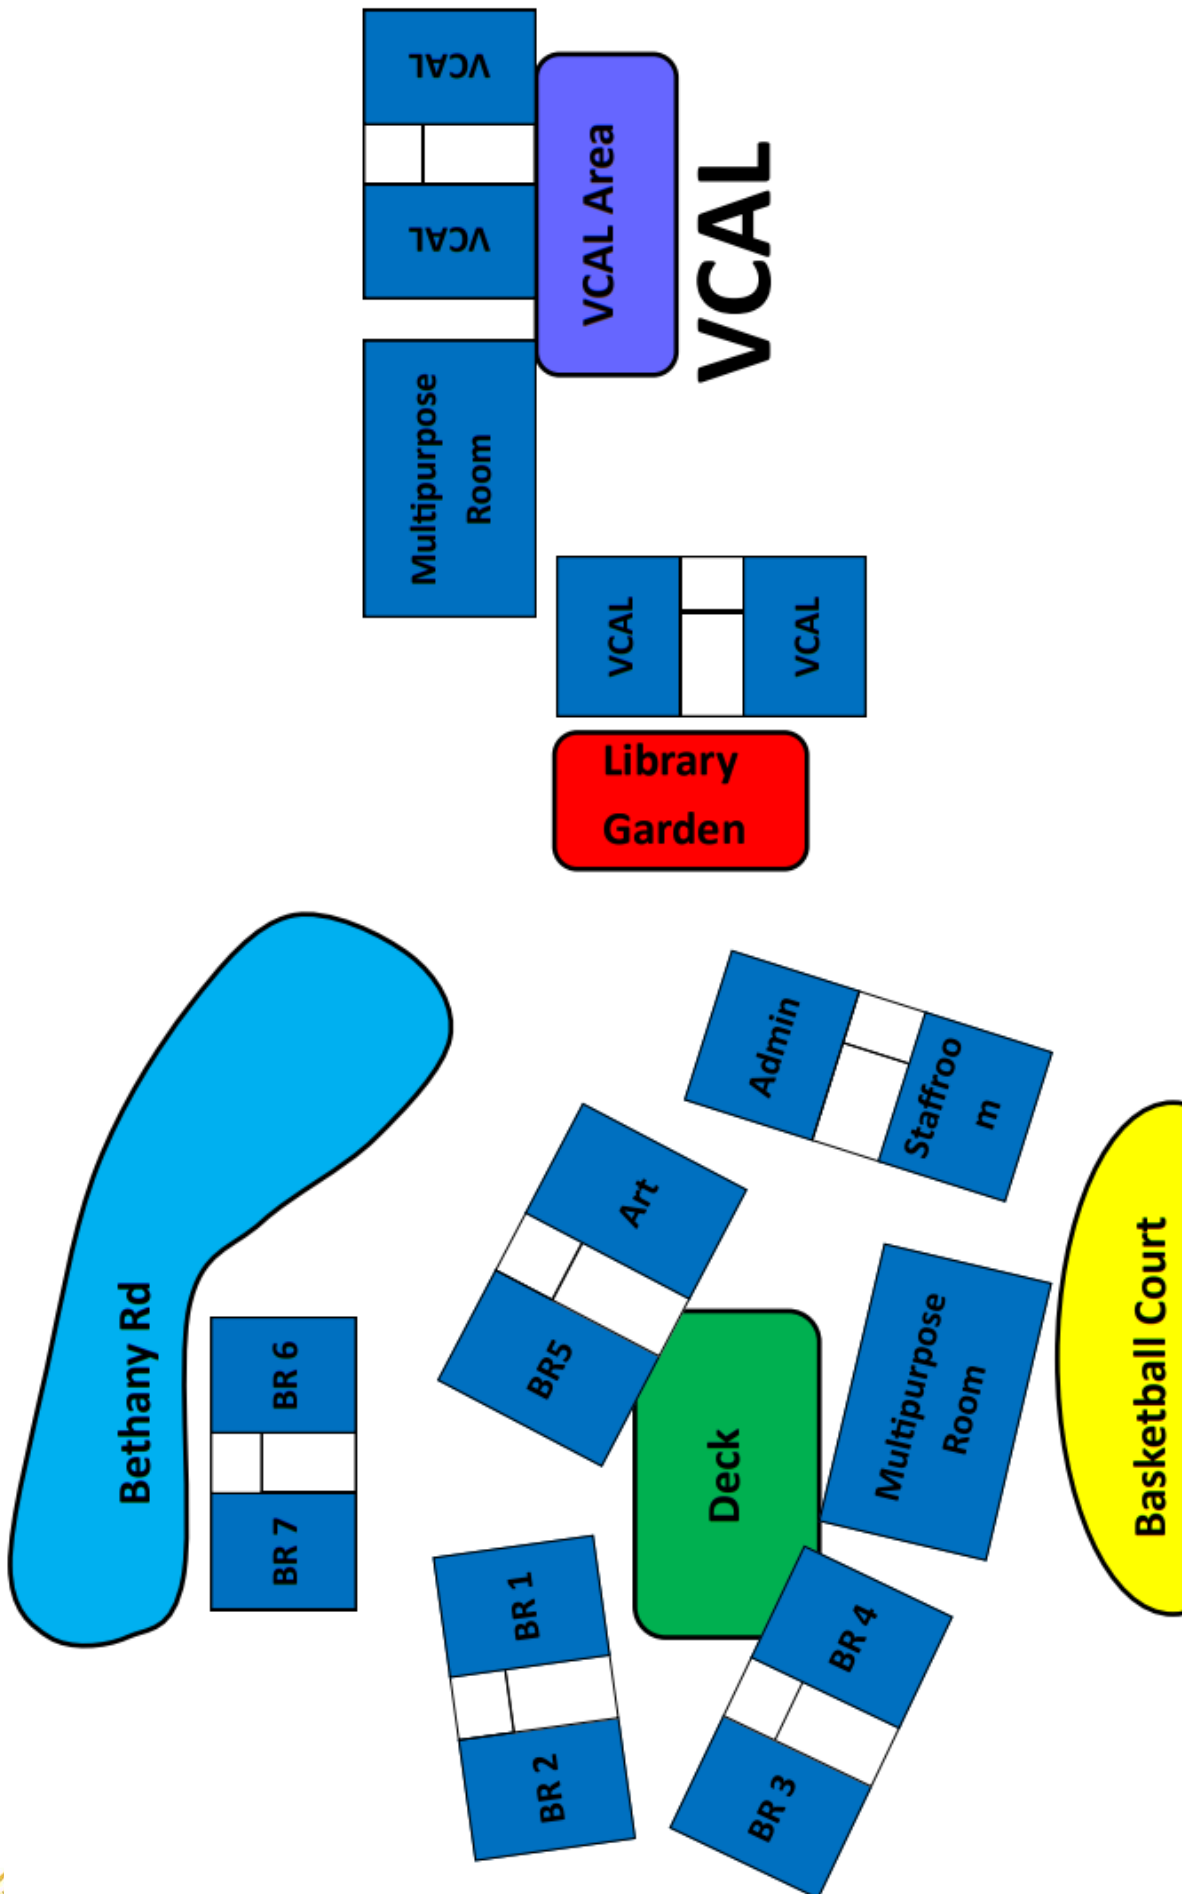 VCAL
VCAL
VCAL Area
VCAL
Multipurpose
Room
VCAL
VCAL
Library
Garden
Admin
Staffroo
m
Art
BR5
Bethany Rd
BR 6
BR 7
Deck
Multipurpose
Room
Basketball Court
BR 1
BR 2
BR 4
BR 3